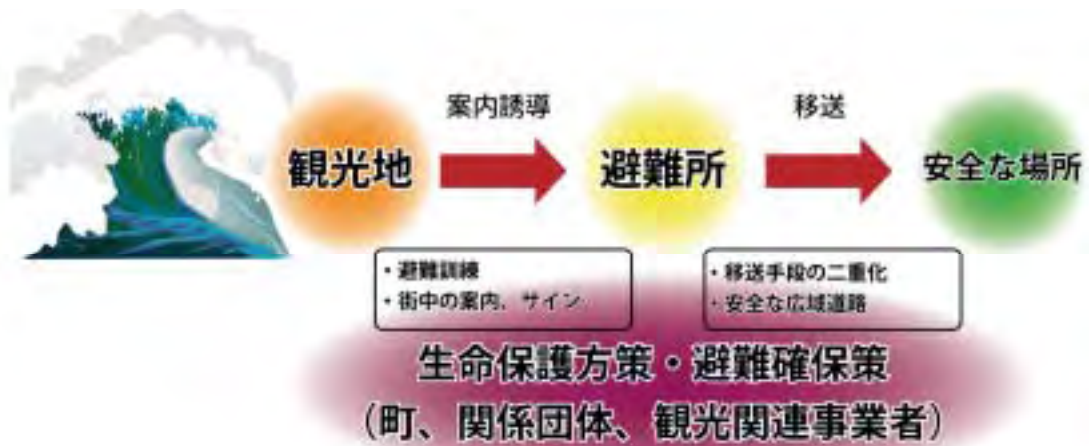 案内誘導
移送
観光地
避難所
安全な場所
・避難訓練
・街中の案内、サイン
・移送手段の二重化
・安全な広域道路
生命保護方策・避難確保策
（町、関係団体、観光関連事業者）